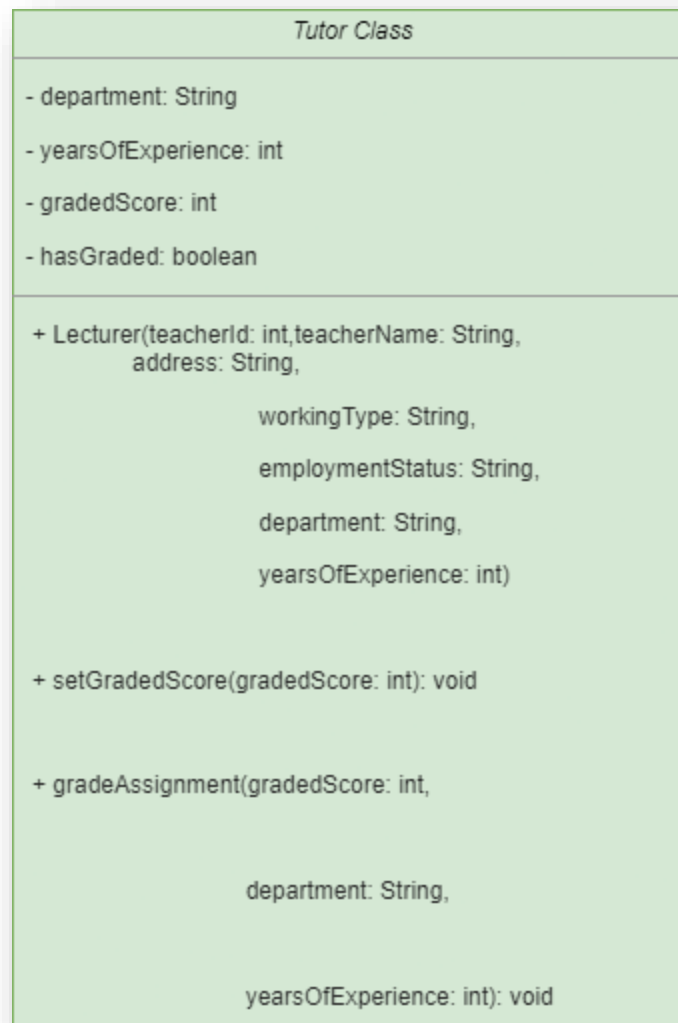 Tutor Class
- department: String
- yearsOfExperience: int
- gradedScore: int
- hasGraded: boolean
+ Lecturer(teacherId: int,teacherName: String,
address: String,
workingType: String,
employmentStatus: String,
department: String,
yearsOfExperience: int)
+ setGradedScore(gradedScore: int): void
+ gradeAssignment(gradedScore: int,
department: String,
yearsOfExperience: int): void